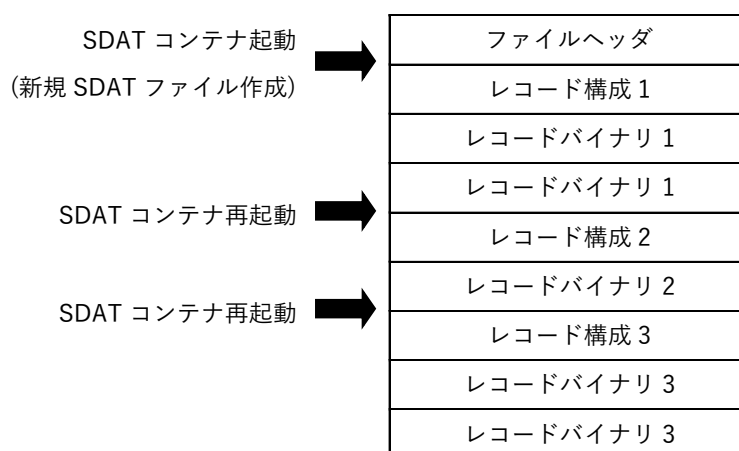 SDAT コンテナ起動
(新規 SDAT ファイル作成)
SDAT コンテナ再起動
SDAT コンテナ再起動
ファイルヘッダ
レコード構成 1
レコードバイナリ 1
レコードバイナリ 1
レコード構成 2
レコードバイナリ 2
レコード構成 3
レコードバイナリ 3
レコードバイナリ 3